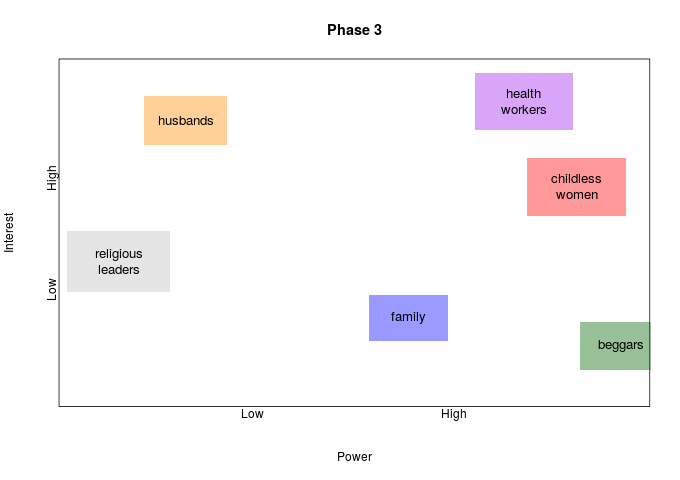 Phase 3
health
workers
husbands
childless
women
High
Interest
religious
leaders
Low
family
beggars
Low
High
Power